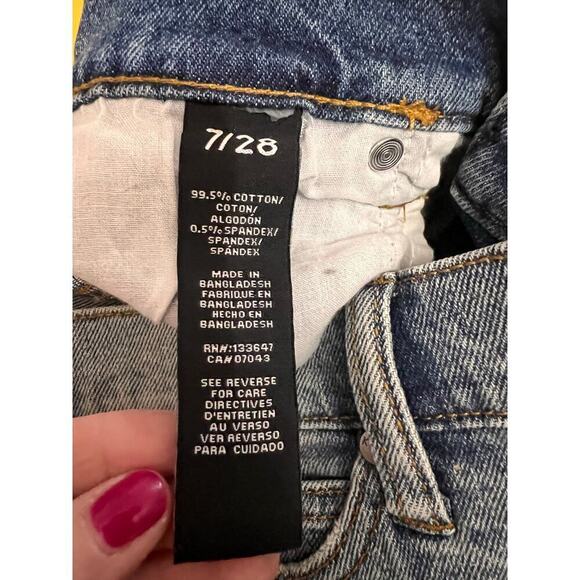 7/28
99.5% COTTON/
COTON/
ALGODÓN
0.5% SPANDEX/
SPANDEX/
SPÁNDEX
MADE IN
BANGLADESH
FABRIQUE EN
BANGLADESH
HECHO EN
BANGLADESH
RN#:133647
CA#07043
SEE REVERSE
FOR CARE
DIRECTIVES
D'ENTRETIEN
AU VERSO
VER REVERSO
PARA CUIDADO